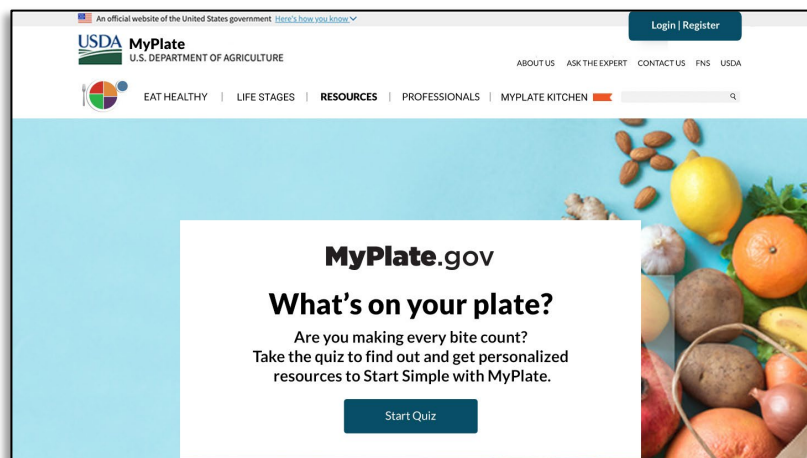 An official website of the United States government Here's how you know
Login | Register
USDA MyPlate
U.S. DEPARTMENT OF AGRICULTURE
ABOUT US ASK THE EXPERT CONTACT US FNS USDA
EAT HEALTHY | LIFE STAGES | RESOURCES | PROFESSIONALS | MYPLATE KITCHEN
MyPlate.gov
What's on your plate?
Are you making every bite count?
Take the quiz to find out and get personalized
resources to Start Simple with MyPlate.
Start Quiz